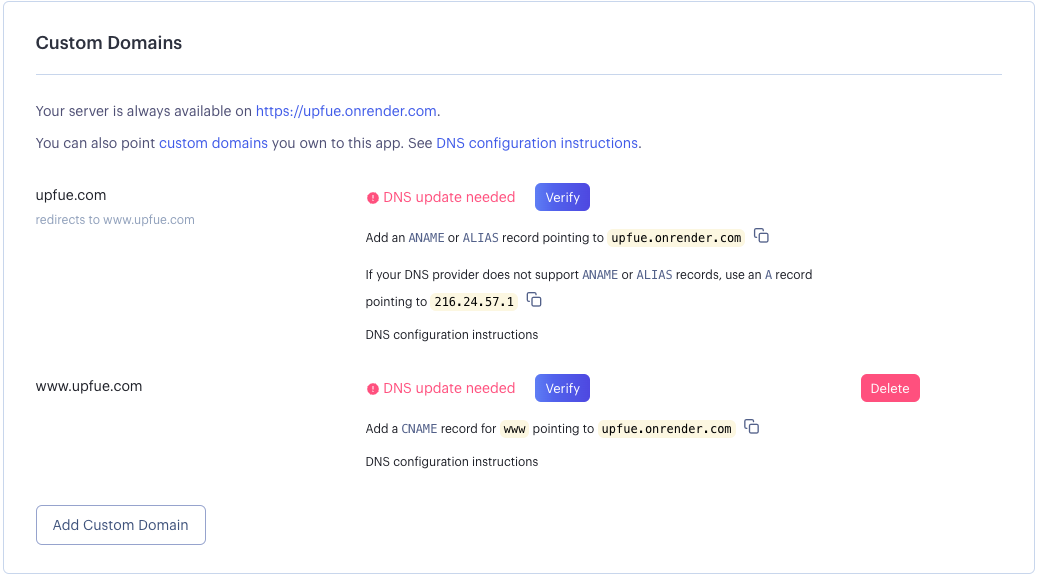 Custom Domains
Your server is always available on https://upfue.onrender.com.
You can also point custom domains you own to this app. See DNS configuration instructions.
upfue.com
redirects to www.upfue.com
DNS update needed
Verify
Add an ANAME or ALIAS record pointing to upfue.onrender.com
If your DNS provider does not support ANAME or ALIAS records, use an A record
pointing to 216.24.57.1
DNS configuration instructions
www.upfue.com
DNS update needed
Verify
Delete
Add a CNAME record for www pointing to upfue.onrender.com
DNS configuration instructions
Add Custom Domain